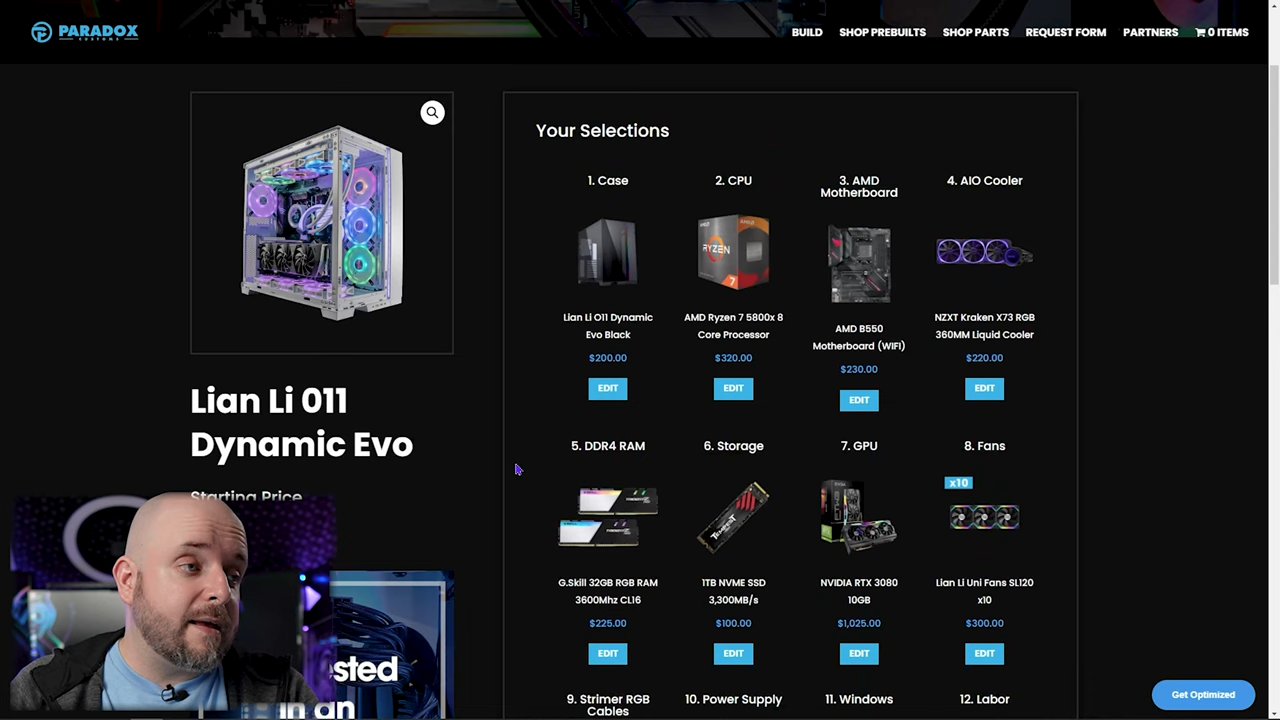 PARADOX
CUSTOMS
BUILD
SHOP PREBUILTS
SHOP PARTS
REQUEST FORM
PARTNERS
0 ITEMS
Your Selections
1. Case
2. CPU
3. AMD
Motherboard
4. AIO Cooler
RYZEN
7
Lian Li O11 Dynamic
Evo Black
$200.00
EDIT
AMD Ryzen 7 5800x 8
Core Processor
$320.00
EDIT
AMD B550
Motherboard (WIFI)
$230.00
EDIT
NZXT Kraken X73 RGB
360MM Liquid Cooler
$220.00
EDIT
Lian Li 011
Dynamic Evo
Starting Price
5. DDR4 RAM
6. Storage
7. GPU
8. Fans
x10
G.Skill 32GB RGB RAM
3600Mhz CL16
$225.00
EDIT
1TB NVME SSD
3,300MB/s
$100.00
EDIT
NVIDIA RTX 3080
10GB
$1,025.00
EDIT
Lian Li Uni Fans SL120
x10
$300.00
EDIT
9. Strimer RGB
Cables
10. Power Supply
11. Windows
12. Labor
sted
in an
Get Optimized